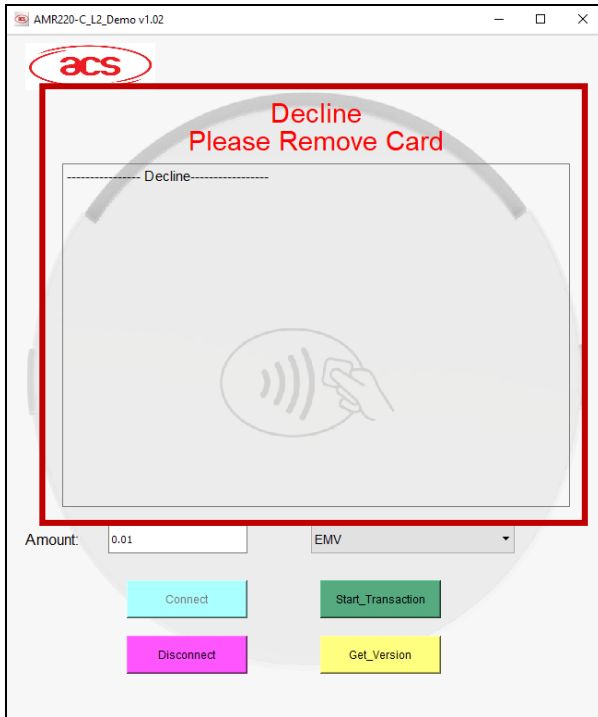 AMR220-C_L2_Demo v1.02
acs
Decline
Please Remove Card
---------------- Decline-----------------
Amount:
0.01
EMV
Connect
Start_Transaction
Disconnect
Get_Version